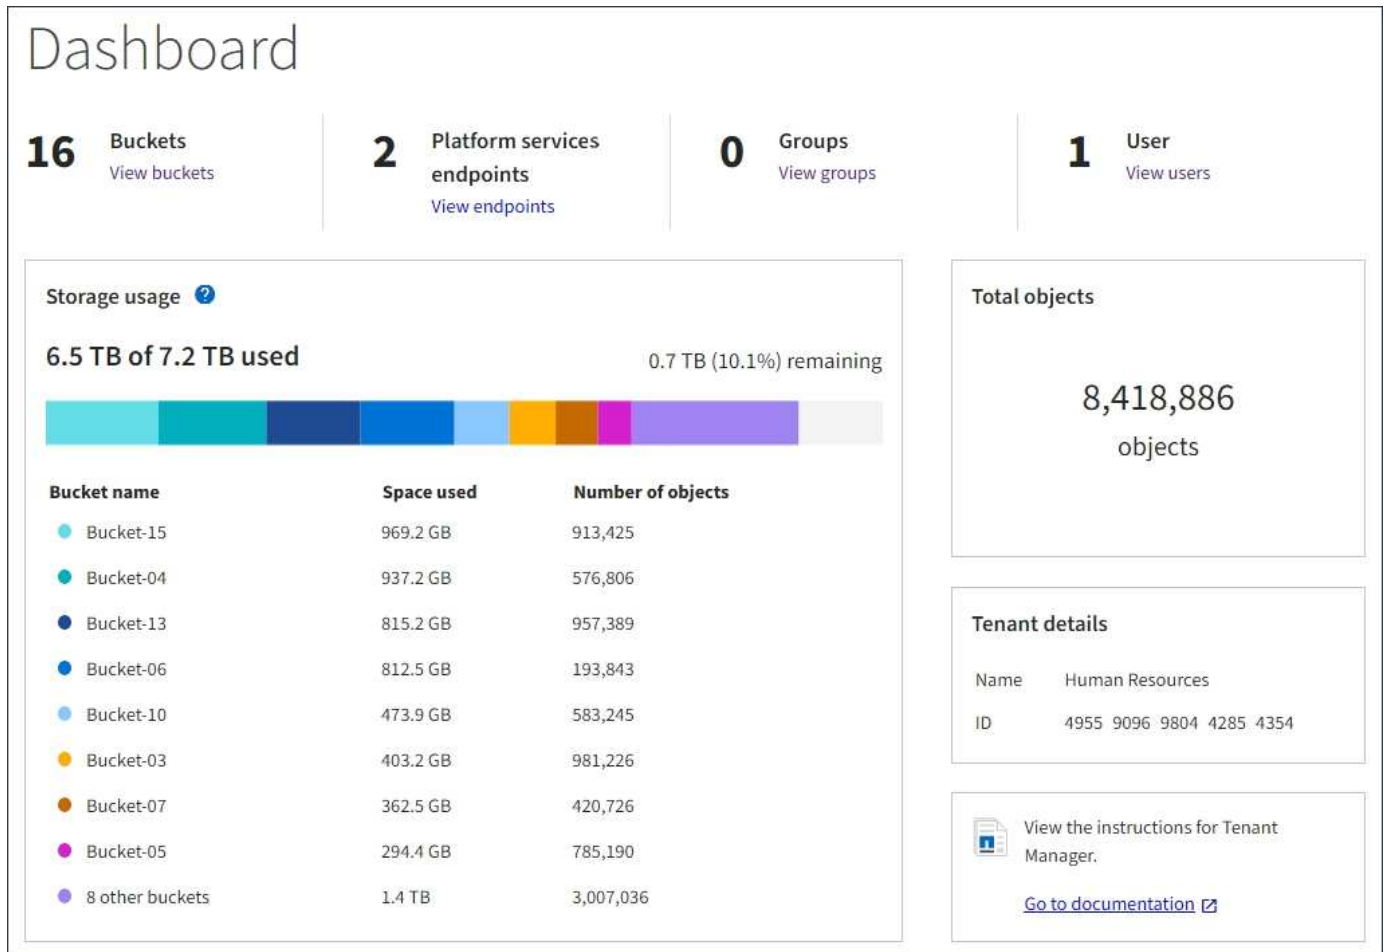 Dashboard
16 Buckets
View buckets
2 Platform services
endpoints
View endpoints
0 Groups
View groups
1 User
View users
Storage usage ?
6.5 TB of 7.2 TB used
0.7 TB (10.1%) remaining
Bucket name Space used Number of objects
Bucket-15 969.2 GB 913,425
Bucket-04 937.2 GB 576,806
Bucket-13 815.2 GB 957,389
Bucket-06 812.5 GB 193,843
Bucket-10 473.9 GB 583,245
Bucket-03 403.2 GB 981,226
Bucket-07 362.5 GB 420,726
Bucket-05 294.4 GB 785,190
8 other buckets 1.4 TB 3,007,036
Total objects
8,418,886
objects
Tenant details
Name Human Resources
ID 4955 9096 9804 4285 4354
View the instructions for Tenant
Manager.
Go to documentation